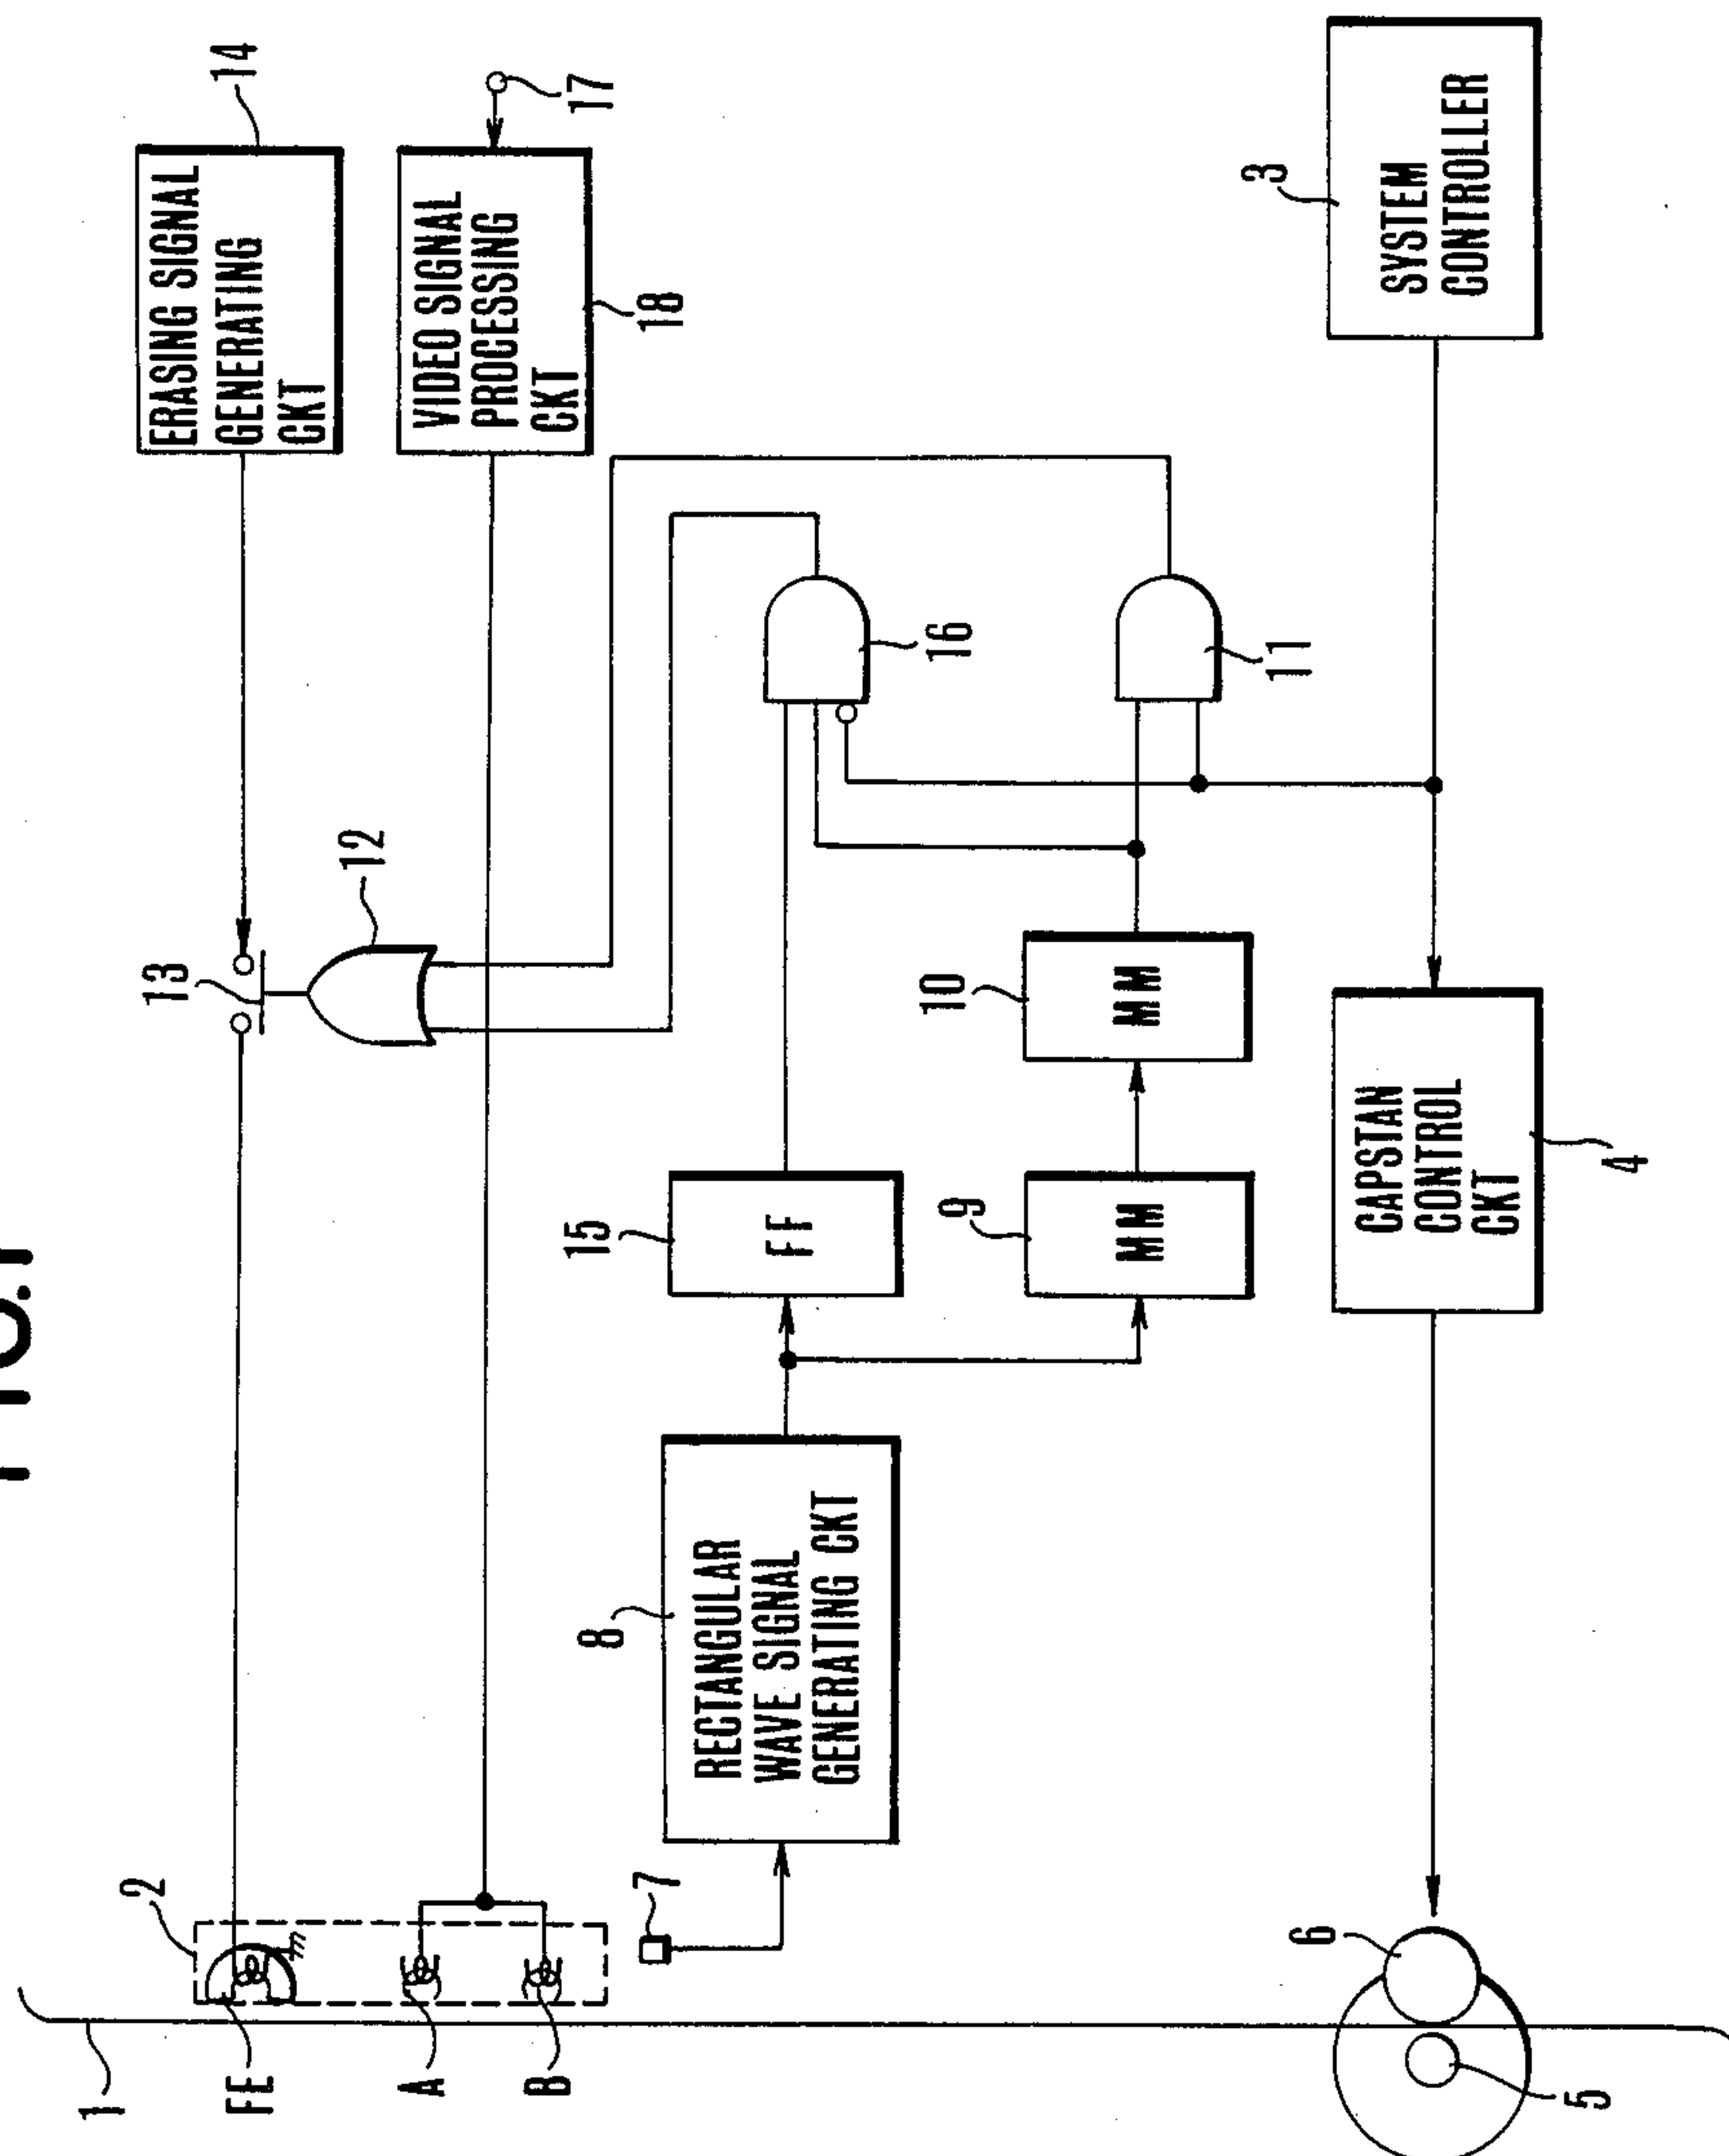 FIG.1
1
FE
A
B
2
13
12
ERASING SIGNAL
GENERATING
CKT
14
VIDEO SIGNAL
PROCESSING
CKT
17
18
7
8
RECTANGULAR
WAVE SIGNAL
GENERATING CKT
15
FF
16
9
MM
10
MM
11
6
5
CAPSTAN
CONTROL
CKT
4
3
SYSTEM
CONTROLLER